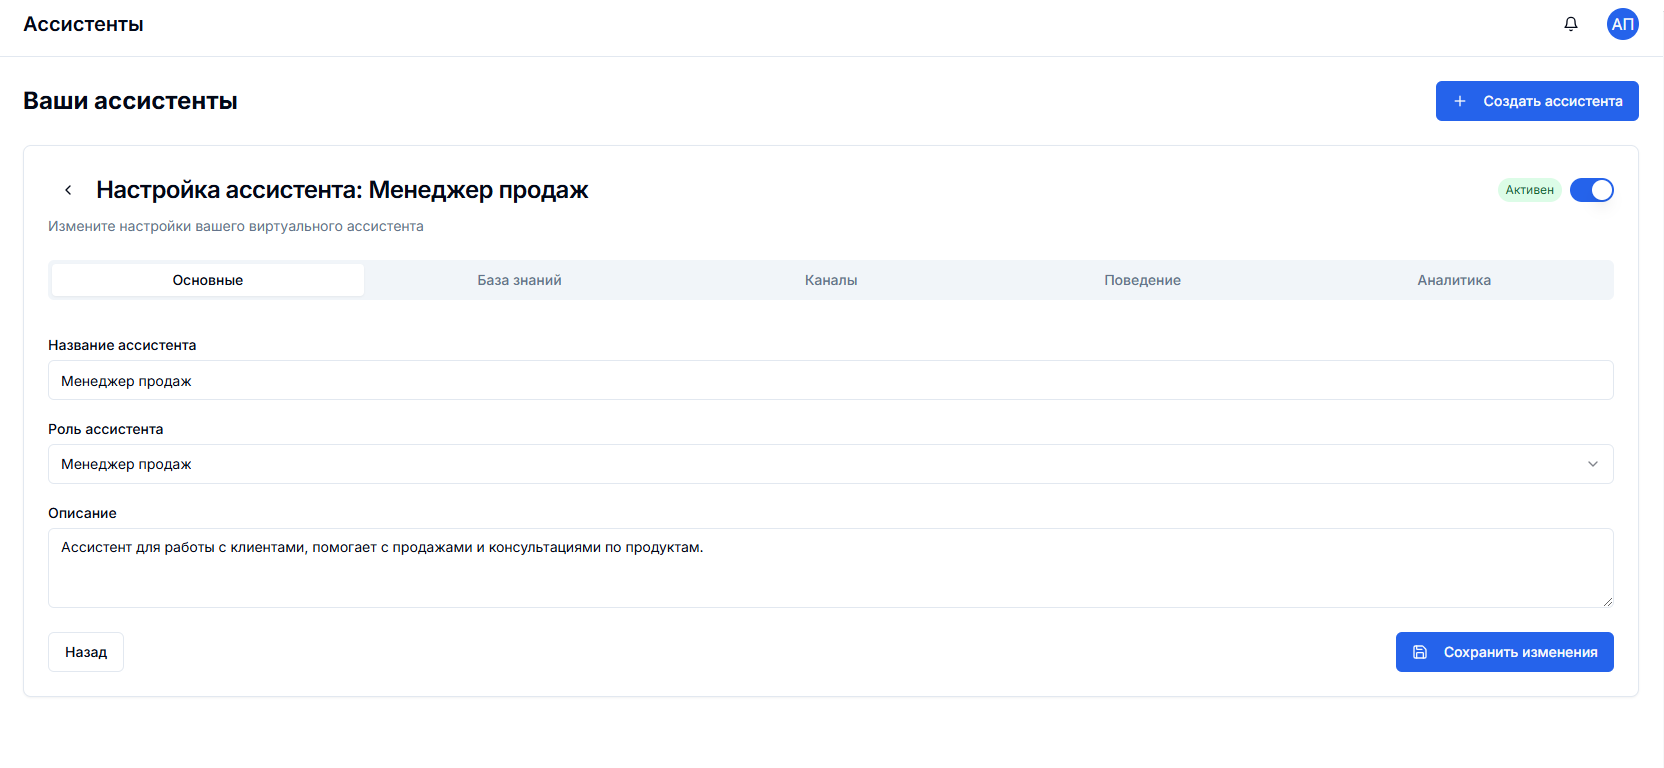 Ассистенты
АП
Ваши ассистенты
Создать ассистента
Настройка ассистента: Менеджер продаж
Активен
Измените настройки вашего виртуального ассистента
Основные
База знаний
Каналы
Поведение
Аналитика
Название ассистента
Менеджер продаж
Роль ассистента
Менеджер продаж
Описание
Ассистент для работы с клиентами, помогает с продажами и консультациями по продуктам.
Назад
Сохранить изменения